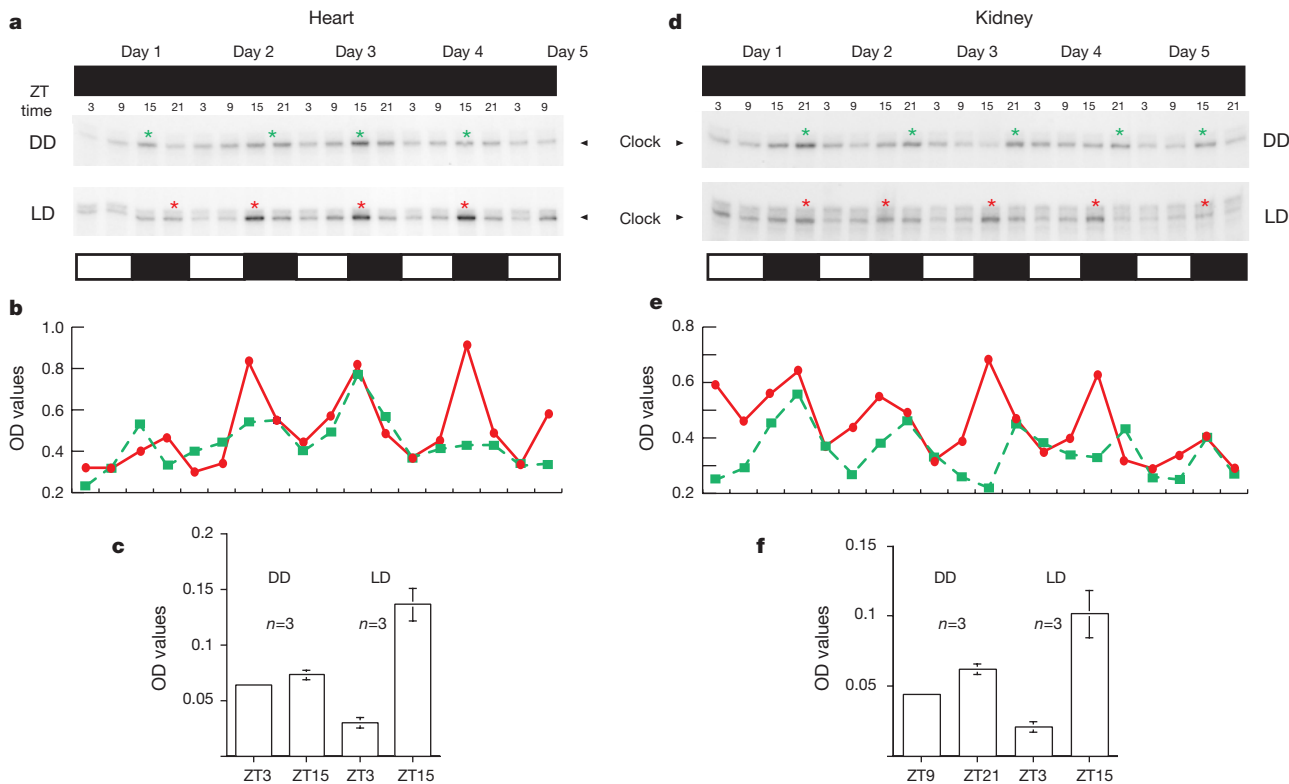 a
Heart
Day 1 Day 2 Day 3 Day 4 Day 5
ZT time
3 9 15 21 3 9 15 21 3 9 15 21 3 9 15 21 3 9
* * * *
DD
* * * *
LD
Clock
Clock
d
Kidney
Day 1 Day 2 Day 3 Day 4 Day 5
3 9 15 21 3 9 15 21 3 9 15 21 3 9 15 21 3 9 15 21
* * * * *
DD
* * * * *
LD
b
OD values
1.0
0.8
0.6
0.4
0.2
e
OD values
0.8
0.6
0.4
0.2
c
OD values
0.2
0.15
0.1
0.05
DD LD
n=3 n=3
ZT3 ZT15 ZT3 ZT15
f
OD values
0.15
0.1
0.05
DD LD
n=3 n=3
ZT9 ZT21 ZT3 ZT15